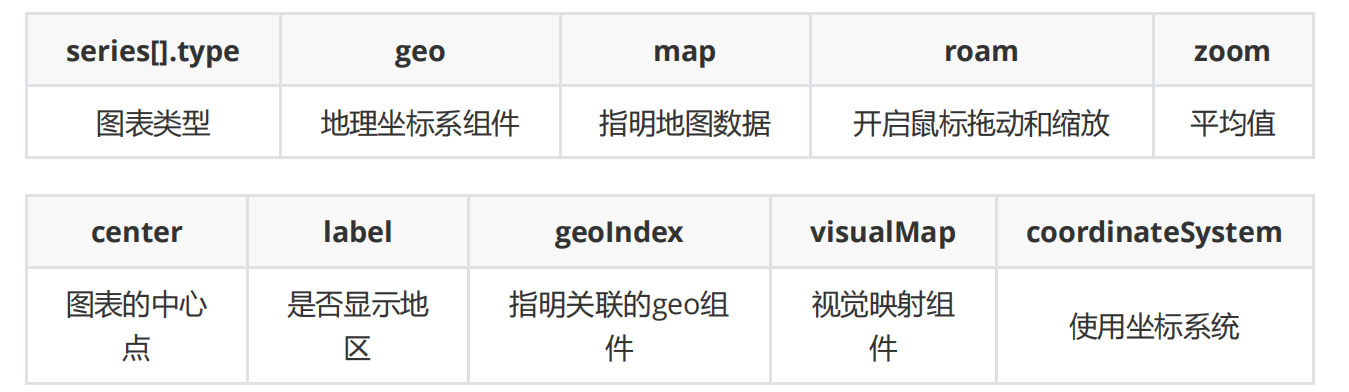 series[].type geo map roam zoom
图表类型 地理坐标系组件 指明地图数据 开启鼠标拖动和缩放 平均值
center label geoIndex visualMap coordinateSystem
图表的中心点 是否显示地区 指明关联的geo组件 视觉映射组件 使用坐标系统